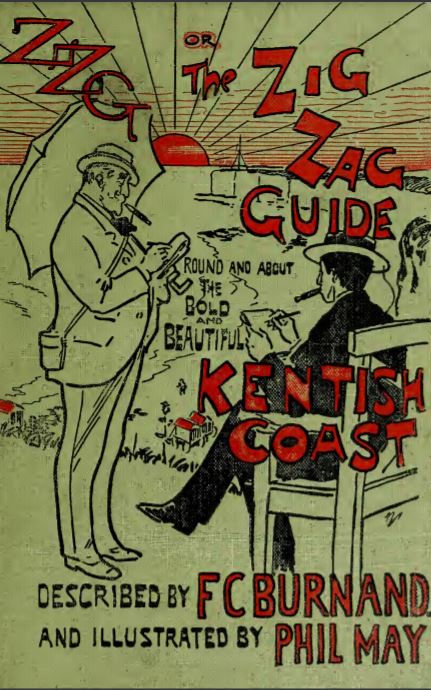 ZZG
OR,
The ZIG
ZAG
GUIDE
ROUND AND ABOUT
THE
BOLD
AND
BEAUTIFUL
KENTISH
COAST
DESCRIBED BY F C BURNAND.
AND ILLUSTRATED BY PHIL MAY